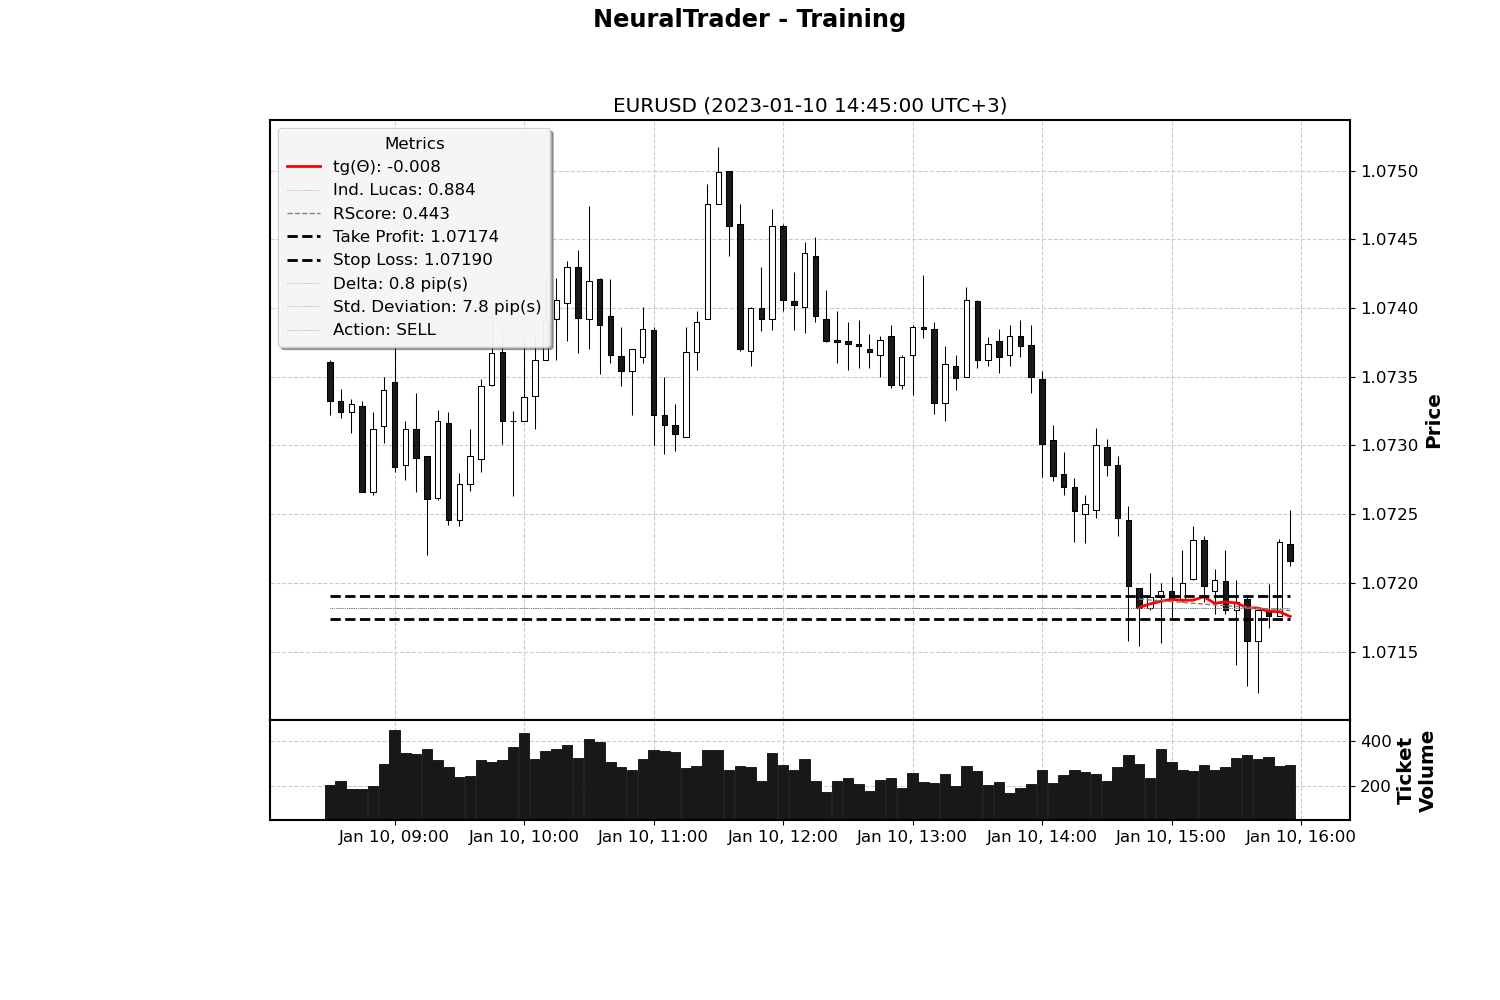 NeuralTrader - Training
EURUSD (2023-01-10 14:45:00 UTC+3)
Metrics
tg(Θ): -0.008
Ind. Lucas: 0.884
RScore: 0.443
Take Profit: 1.07174
Stop Loss: 1.07190
Delta: 0.8 pip(s)
Std. Deviation: 7.8 pip(s)
Action: SELL
1.0750
1.0745
1.0740
1.0735
1.0730
1.0725
1.0720
1.0715
Price
400
200
Ticket
Volume
Jan 10, 09:00
Jan 10, 10:00
Jan 10, 11:00
Jan 10, 12:00
Jan 10, 13:00
Jan 10, 14:00
Jan 10, 15:00
Jan 10, 16:00